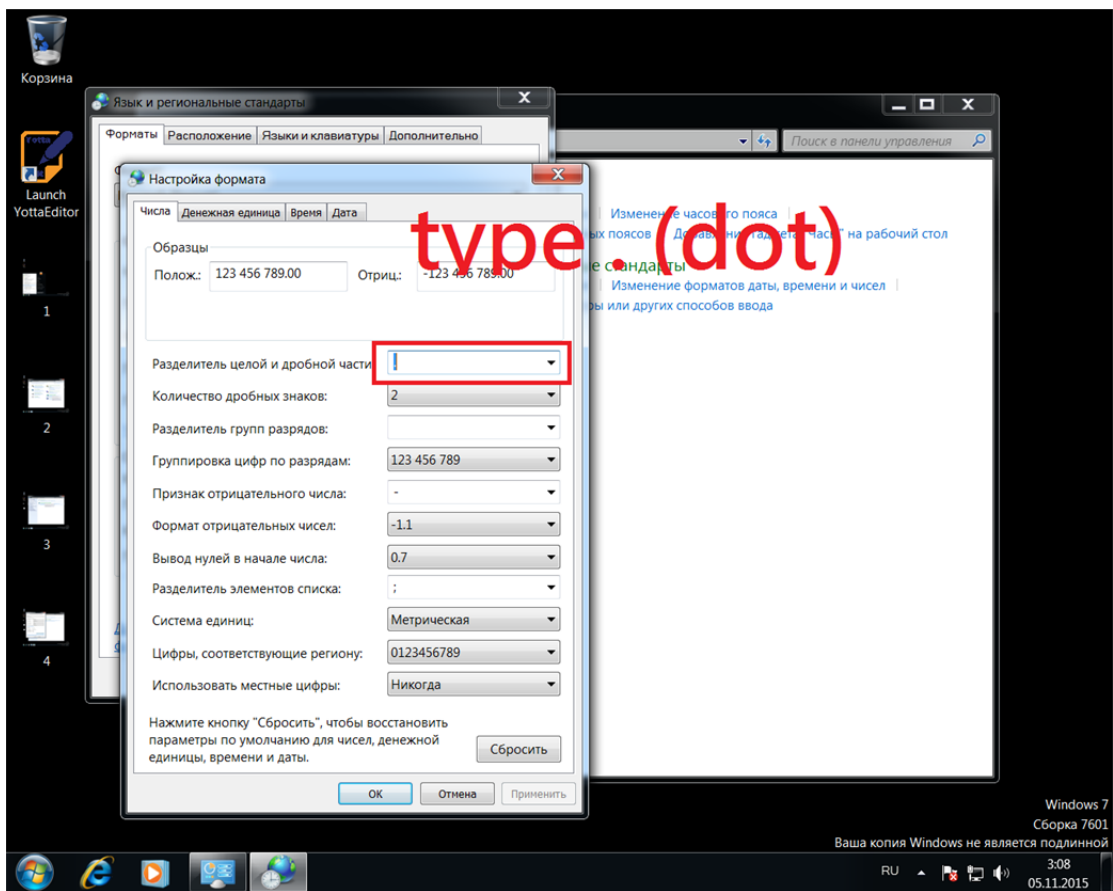 Корзина
Launch
YottaEditor
1
2
3
4
Язык и региональные стандарты
X
Форматы Расположение Языки и клавиатуры Дополнительно
Поиск в панели управления
Изменение часового пояса
на рабочий стол
стандарты
Изменение форматов даты, времени и чисел
или других способов ввода
type . (dot)
Настройка формата
X
Числа Денежная единица Время Дата
Образцы
Полож.: 123 456 789.00 Отриц.: -123 456 789.00
Разделитель целой и дробной части .
Количество дробных знаков: 2
Разделитель групп разрядов:
Группировка цифр по разрядам: 123 456 789
Признак отрицательного числа: -
Формат отрицательных чисел: -1.1
Вывод нулей в начале числа: 0.7
Разделитель элементов списка: ;
Система единиц: Метрическая
Цифры, соответствующие региону: 0123456789
Использовать местные цифры: Никогда
Нажмите кнопку "Сбросить", чтобы восстановить
параметры по умолчанию для чисел, денежной
единицы, времени и даты.
Сбросить
ОК Отмена Применить
Windows 7
Сборка 7601
Ваша копия Windows не является подлинной
RU
3:08
05.11.2015